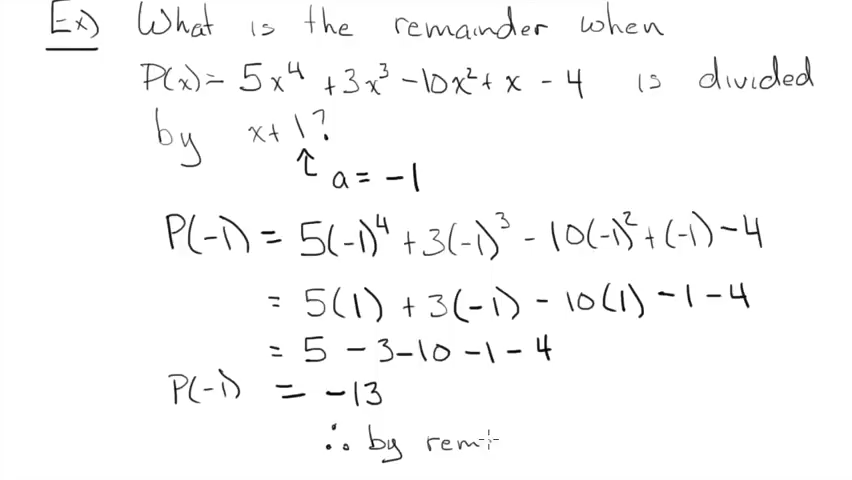 Ex) What is the remainder when
P(x)= 5x⁴ +3x³ -10x²+ x - 4 is divided
by x+1?
↑ a = -1
P(-1) = 5(-1)⁴ +3(-1)³ - 10(-1)² +(-1) -4
= 5(1) + 3(-1) - 10(1) -1 -4
= 5 -3-10 -1-4
P(-1) = -13
∴ by rem